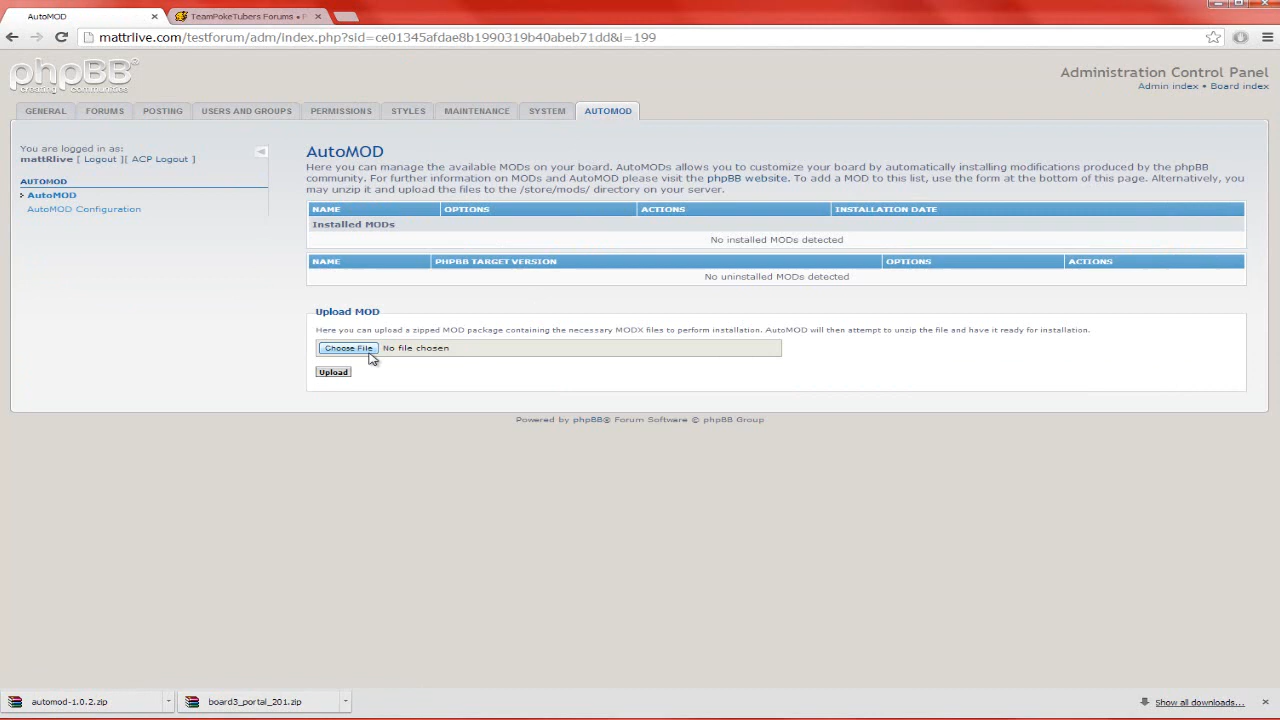 AutoMOD
TeamPokeTubers Forums • P
mattrlive.com/testforum/adm/index.php?sid=ce01345afdae8b1990319b40abeb71dd&i=199
phpBB®
creating communities
Administration Control Panel
Admin index • Board index
GENERAL FORUMS POSTING USERS AND GROUPS PERMISSIONS STYLES MAINTENANCE SYSTEM AUTOMOD
You are logged in as:
mattRlive [ Logout ][ ACP Logout ]
AUTOMOD
AutoMOD
AutoMOD Configuration
AutoMOD
Here you can manage the available MODs on your board. AutoMODs allows you to customize your board by automatically installing modifications produced by the phpBB
community. For further information on MODs and AutoMOD please visit the phpBB website. To add a MOD to this list, use the form at the bottom of this page. Alternatively, you
may unzip it and upload the files to the /store/mods/ directory on your server.
NAME OPTIONS ACTIONS INSTALLATION DATE
Installed MODs
No installed MODs detected
NAME PHPBB TARGET VERSION OPTIONS ACTIONS
No uninstalled MODs detected
Upload MOD
Here you can upload a zipped MOD package containing the necessary MODX files to perform installation. AutoMOD will then attempt to unzip the file and have it ready for installation.
Choose File No file chosen
Upload
Powered by phpBB® Forum Software © phpBB Group
automod-1.0.2.zip
board3_portal_201.zip
Show all downloads...